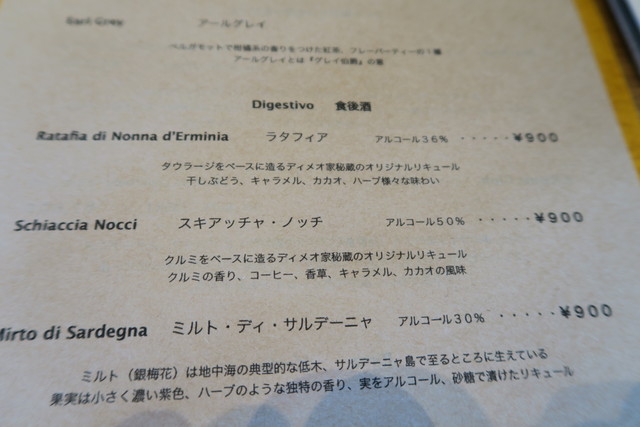 Earl Grey アールグレイ
ベルガモットで柑橘系の香りをつけた紅茶、フレーバーティーの1種
アールグレイとは『グレイ伯爵』の意
Digestivo 食後酒
Ratafia di Nonna d'Erminia ラタフィア アルコール36% ・・・・・¥900
タウラージをベースに造るディメオ家秘蔵のオリジナルリキュール
干しぶどう、キャラメル、カカオ、ハーブ様々な味わい
Schiaccia Nocci スキアッチャ・ノッチ アルコール50% ・・・・・¥900
クルミをベースに造るディメオ家秘蔵のオリジナルリキュール
クルミの香り、コーヒー、香草、キャラメル、カカオの風味
Mirto di Sardegna ミルト・ディ・サルデーニャ アルコール30% ・・・・・¥900
ミルト（銀梅花）は地中海の典型的な低木、サルデーニャ島で至るところに生えている
果実は小さく濃い紫色、ハーブのような独特の香り、実をアルコール、砂糖で漬けたリキュール